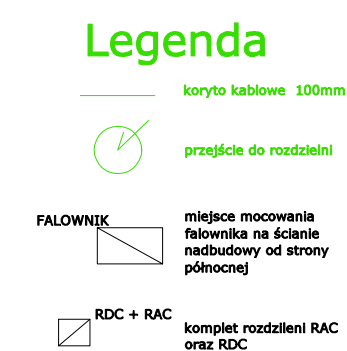 Legenda
koryto kablowe 100mm
przejście do rozdzielni
FALOWNIK
miejsce mocowania
falownika na ścianie
nadbudowy od strony
północnej
RDC + RAC
komplet rozdzileni RAC
oraz RDC